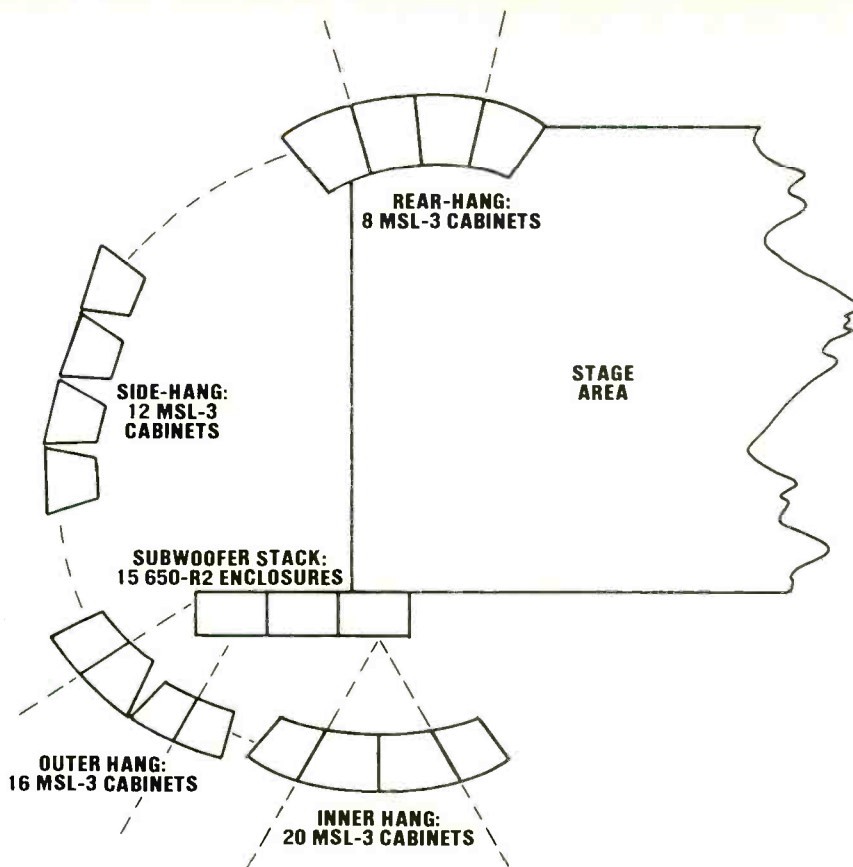 REAR-HANG:
8 MSL-3 CABINETS
STAGE
AREA
SIDE-HANG:
12 MSL-3
CABINETS
SUBWOOFER STACK:
15 650-R2 ENCLOSURES
OUTER HANG:
16 MSL-3 CABINETS
INNER HANG:
20 MSL-3 CABINETS